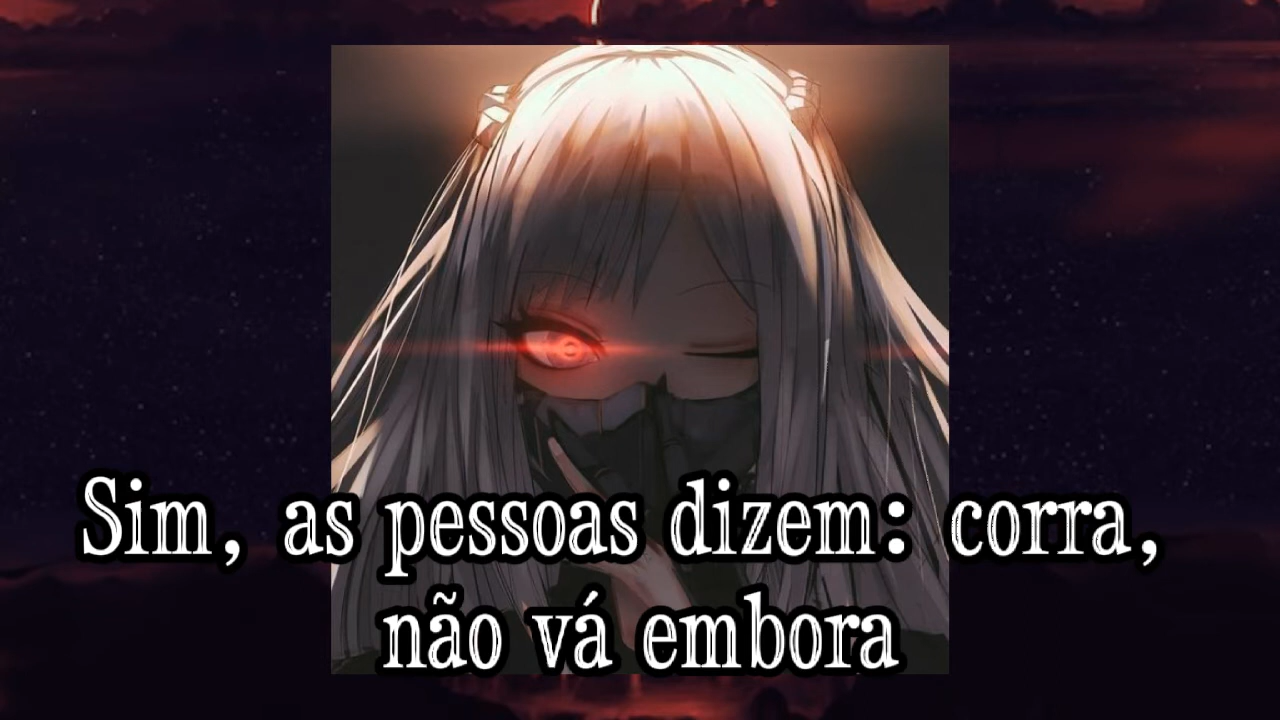 Sim, as pessoas dizem: corra,
não vá embora